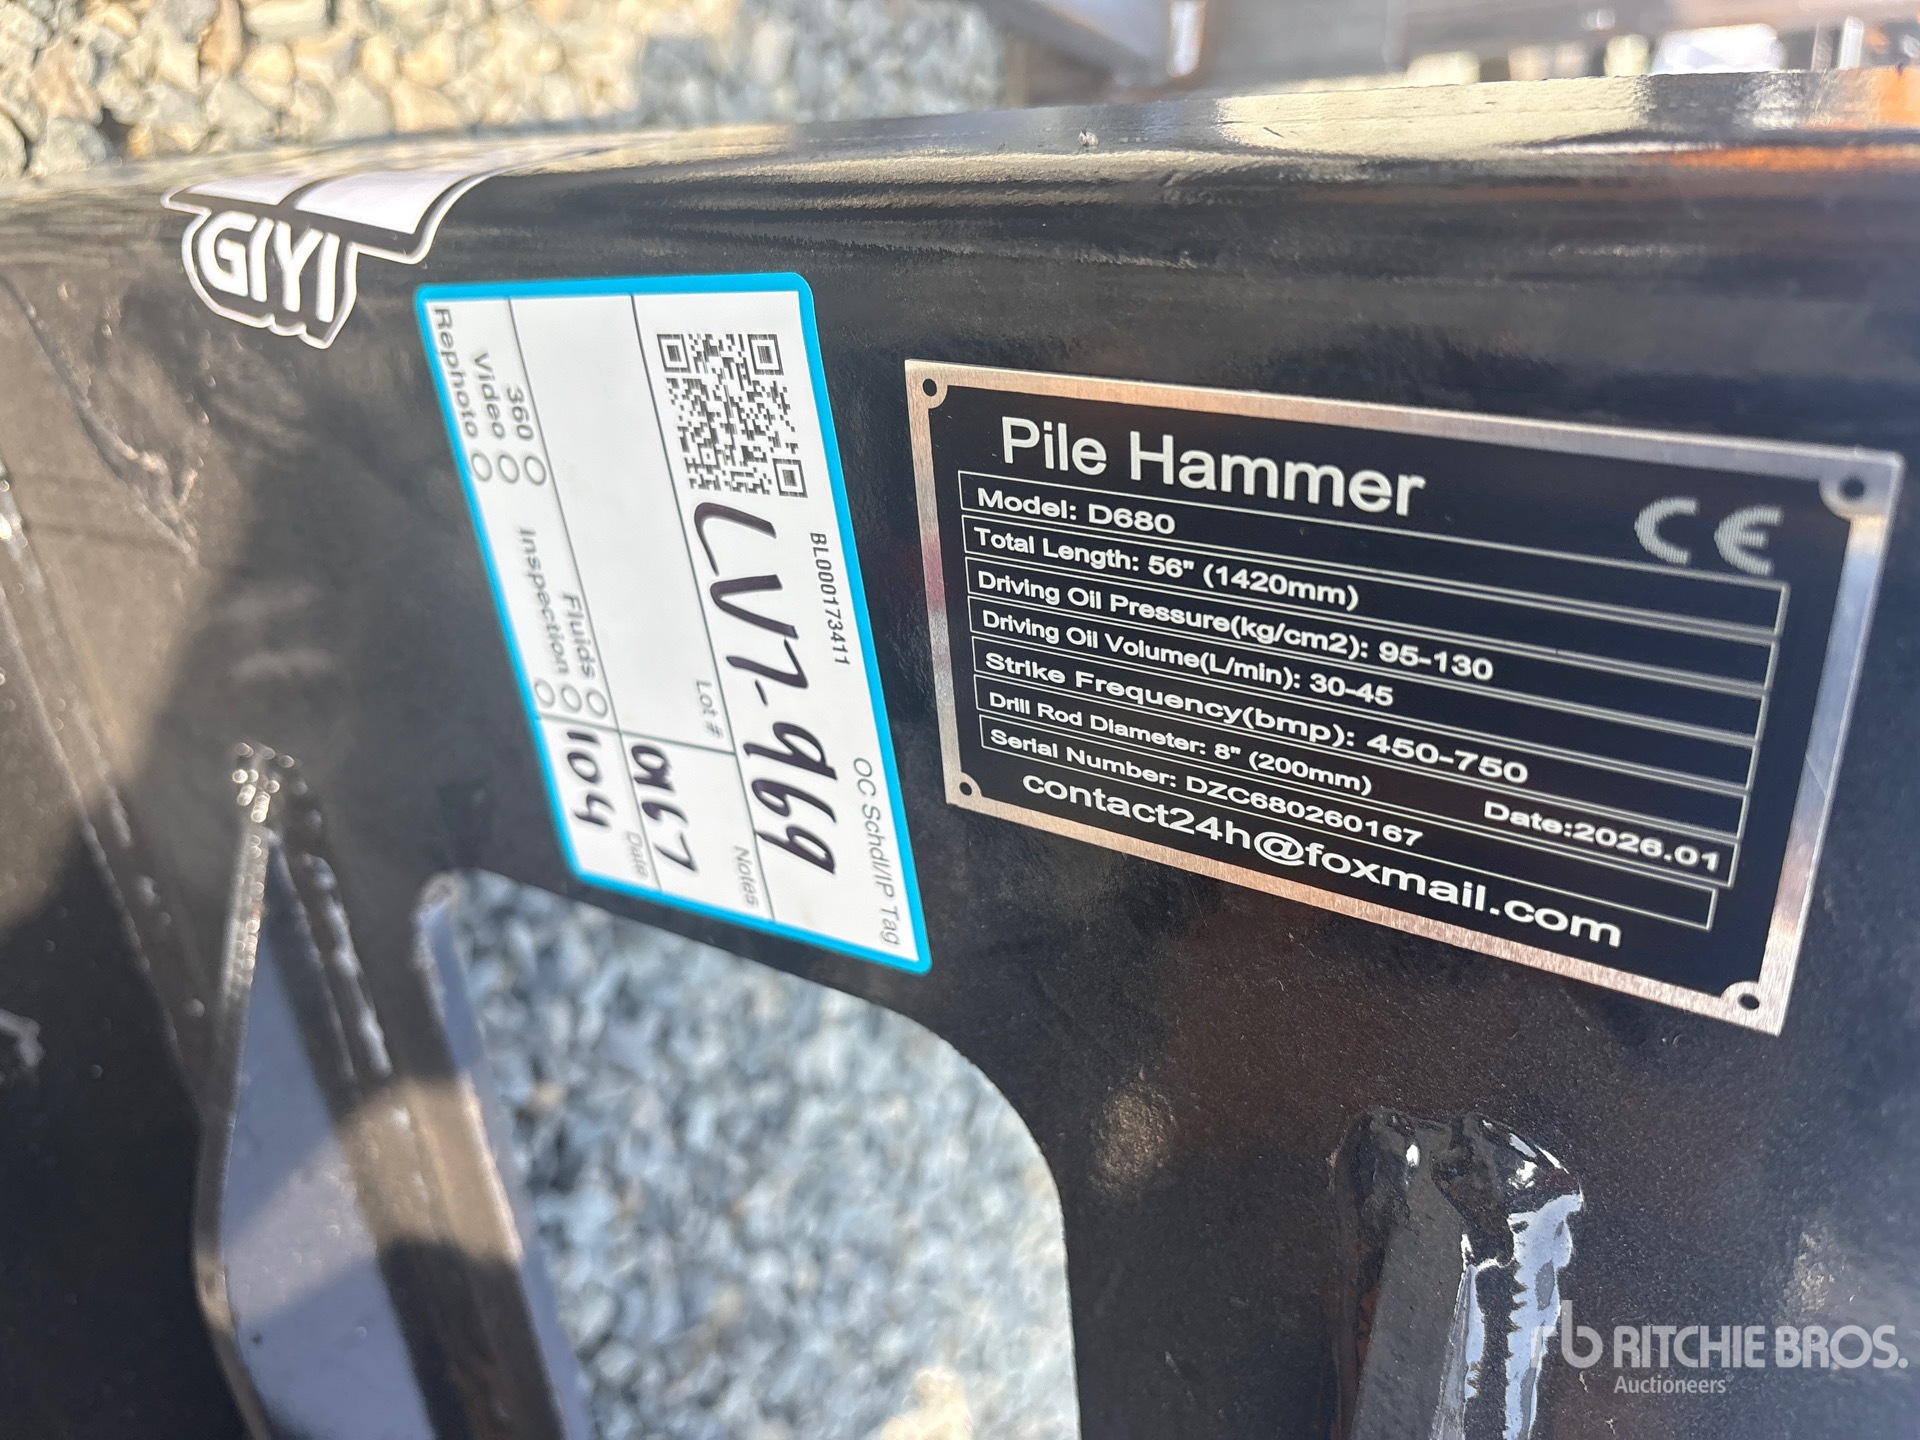 GIYI
BL000173411
OC Schdl/IP Tag
LV7-969
Lot #
Notes
0167
Date
1104
360
Video
Rephoto
Fluids
Inspection
Pile Hammer
CE
Model: D680
Total Length: 56" (1420mm)
Driving Oil Pressure(kg/cm2): 95-130
Driving Oil Volume(L/min): 30-45
Strike Frequency(bmp): 450-750
Drill Rod Diameter: 8" (200mm)
Date:2026.01
Serial Number: DZC680260167
contact24h@foxmail.com
rb RITCHIE BROS.
Auctioneers